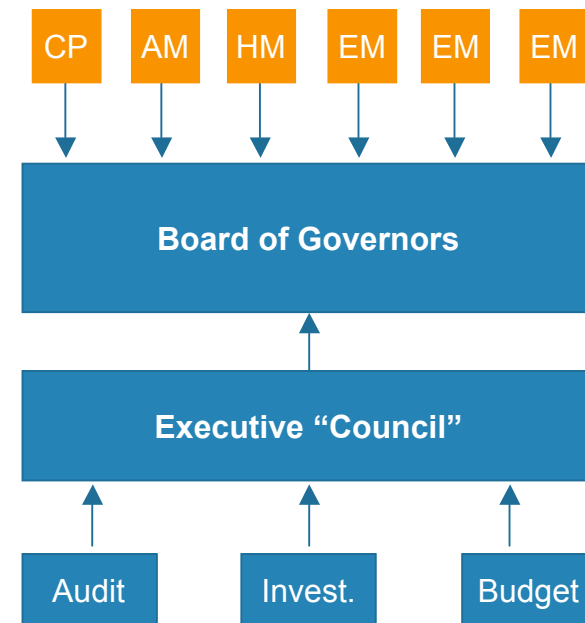 CP AM HM EM EM EM
Board of Governors
Executive “Council”
Audit Invest. Budget